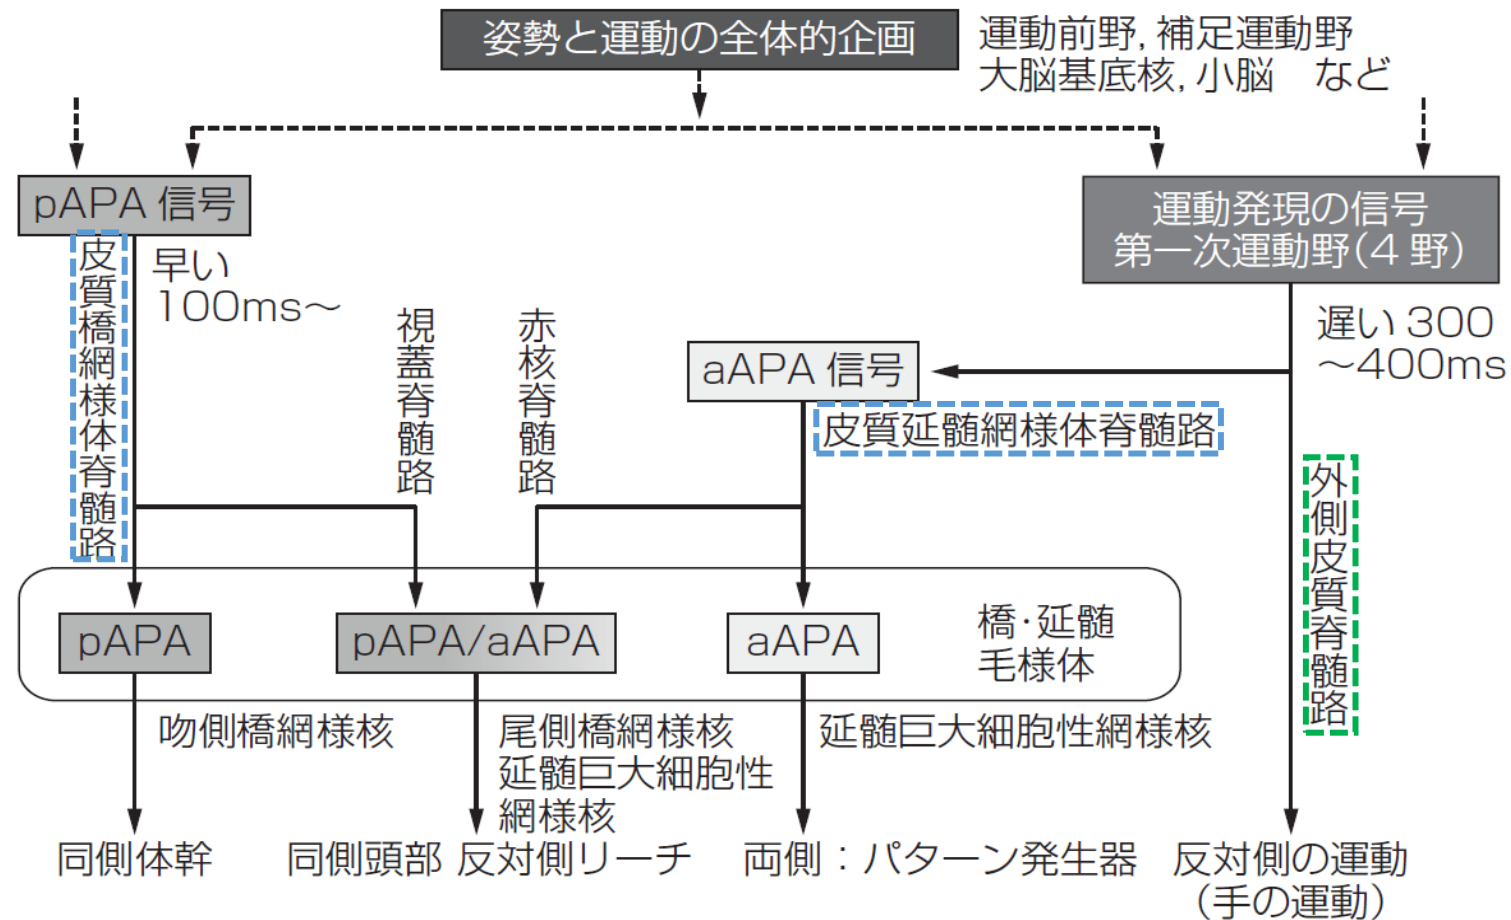 姿勢と運動の全体的企画
運動前野, 補足運動野
大脳基底核, 小脳　など
pAPA 信号
運動発現の信号
第一次運動野(4 野)
皮質橋網様体脊髄路
早い
100ms〜
視蓋脊髄路
赤核脊髄路
aAPA 信号
皮質延髄網様体脊髄路
遅い 300
〜400ms
外側皮質脊髄路
pAPA
pAPA/aAPA
aAPA
橋・延髄
毛様体
吻側橋網様核
尾側橋網様核
延髄巨大細胞性
網様核
延髄巨大細胞性網様核
同側体幹
同側頭部 反対側リーチ
両側：パターン発生器
反対側の運動
(手の運動)